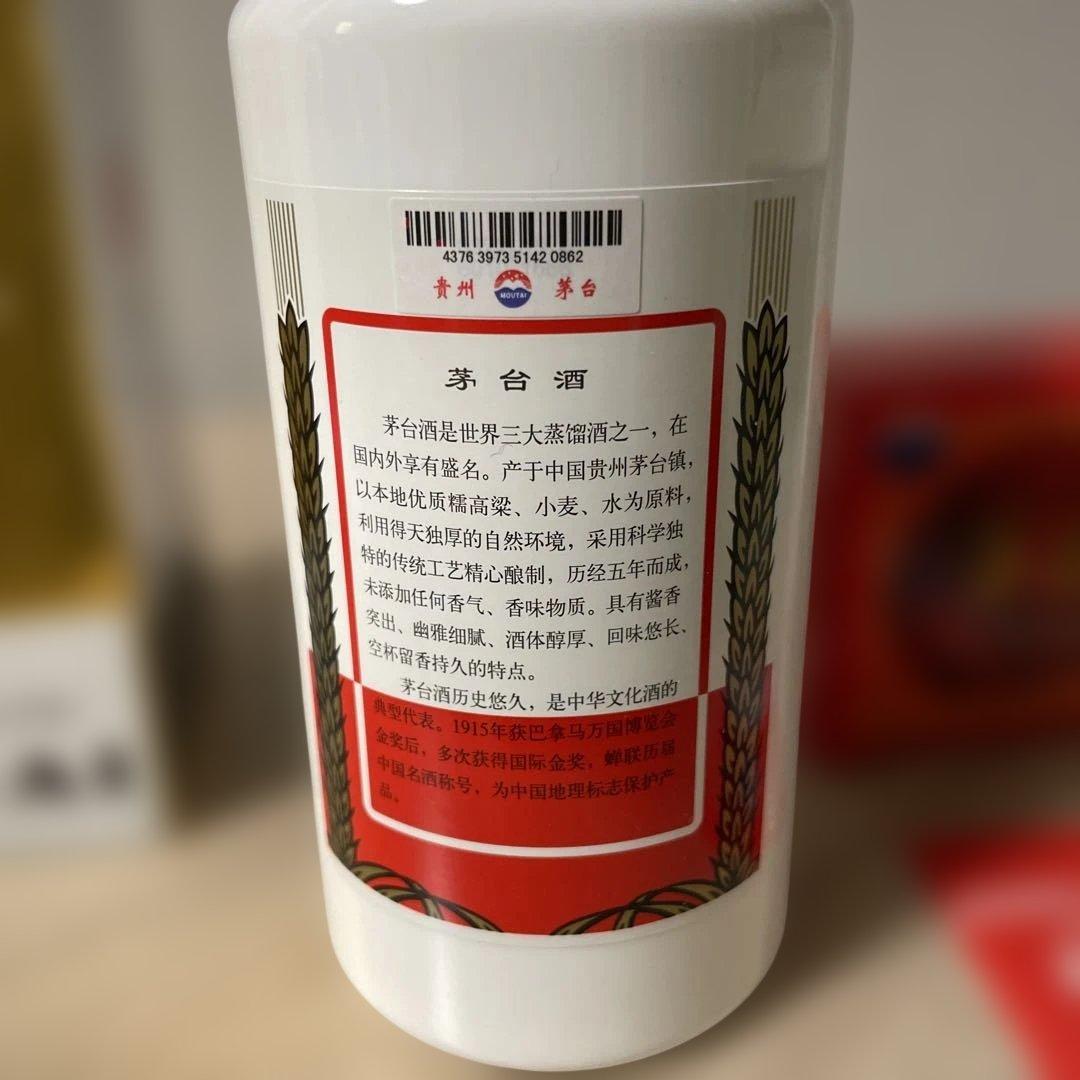 4376 3973 5142 0862
贵州 MOUTAI 茅台
茅台酒
茅台酒是世界三大蒸馏酒之一，在
国内外享有盛名。产于中国贵州茅台镇，
以本地优质糯高粱、小麦、水为原料，
利用得天独厚的自然环境，采用科学独
特的传统工艺精心酿制，历经五年而成，
未添加任何香气、香味物质。具有酱香
突出、幽雅细腻、酒体醇厚、回味悠长、
空杯留香持久的特点。
茅台酒历史悠久，是中华文化酒的
典型代表。1915年获巴拿马万国博览会
金奖后，多次获得国际金奖，蝉联历届
中国名酒称号，为中国地理标志保护产
品。